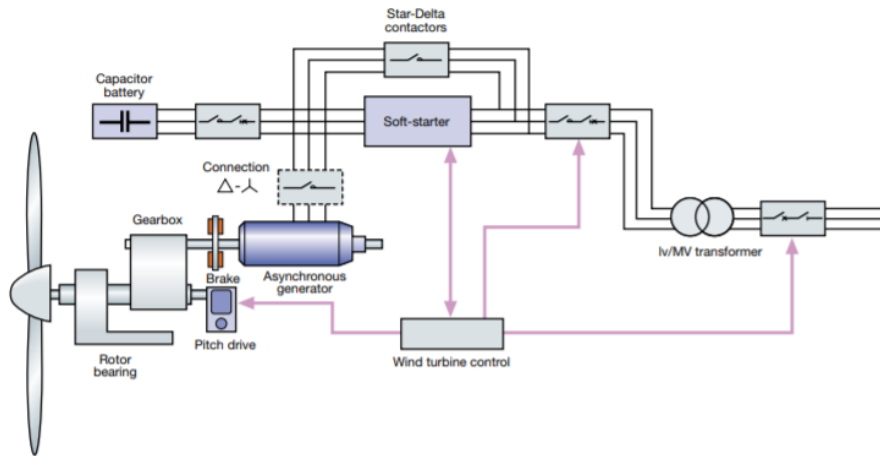 Star-Delta
contactors
Capacitor
battery
Soft-starter
Connection
△-⅄
Gearbox
Brake
Asynchronous
generator
lv/MV transformer
Pitch drive
Wind turbine control
Rotor
bearing